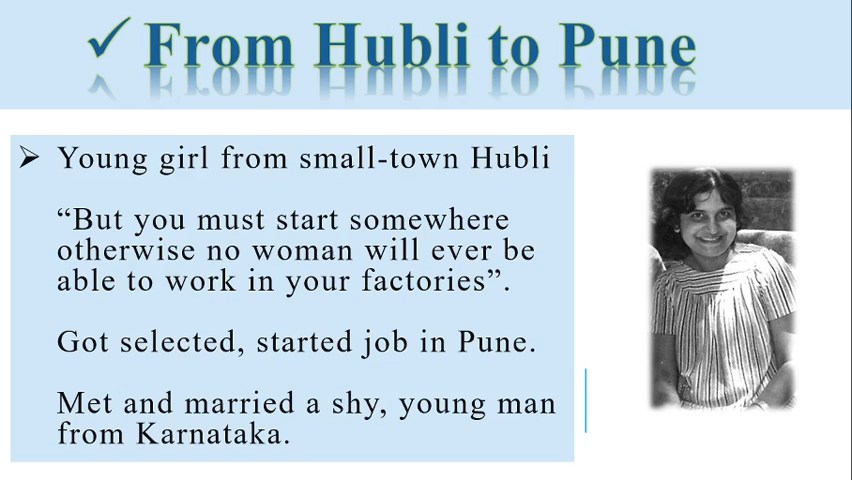 ✓ From Hubli to Pune
➢ Young girl from small-town Hubli
“But you must start somewhere
otherwise no woman will ever be
able to work in your factories”.
Got selected, started job in Pune.
Met and married a shy, young man
from Karnataka.